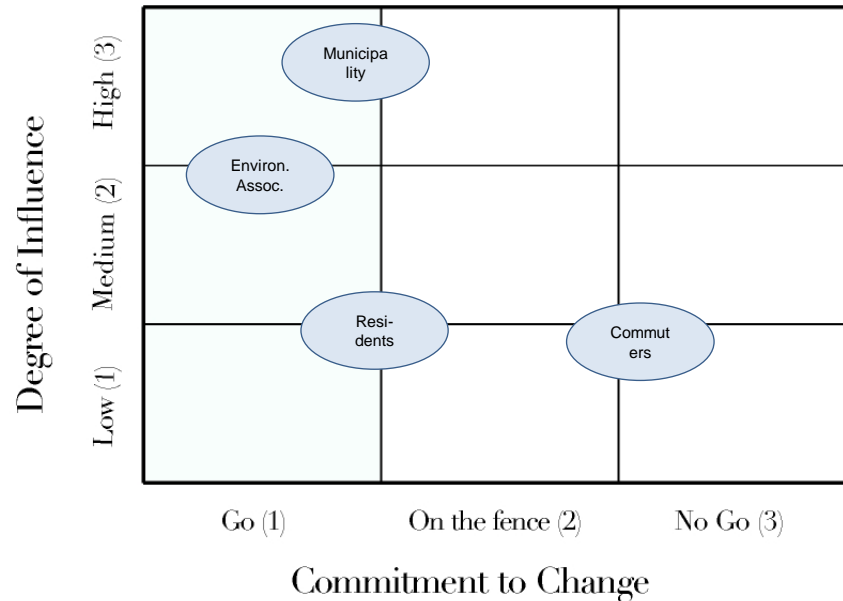 Degree of Influence
High (3)
Medium (2)
Low (1)
Municipa
lity
Environ.
Assoc.
Resi-
dents
Commut
ers
Go (1)
On the fence (2)
No Go (3)
Commitment to Change